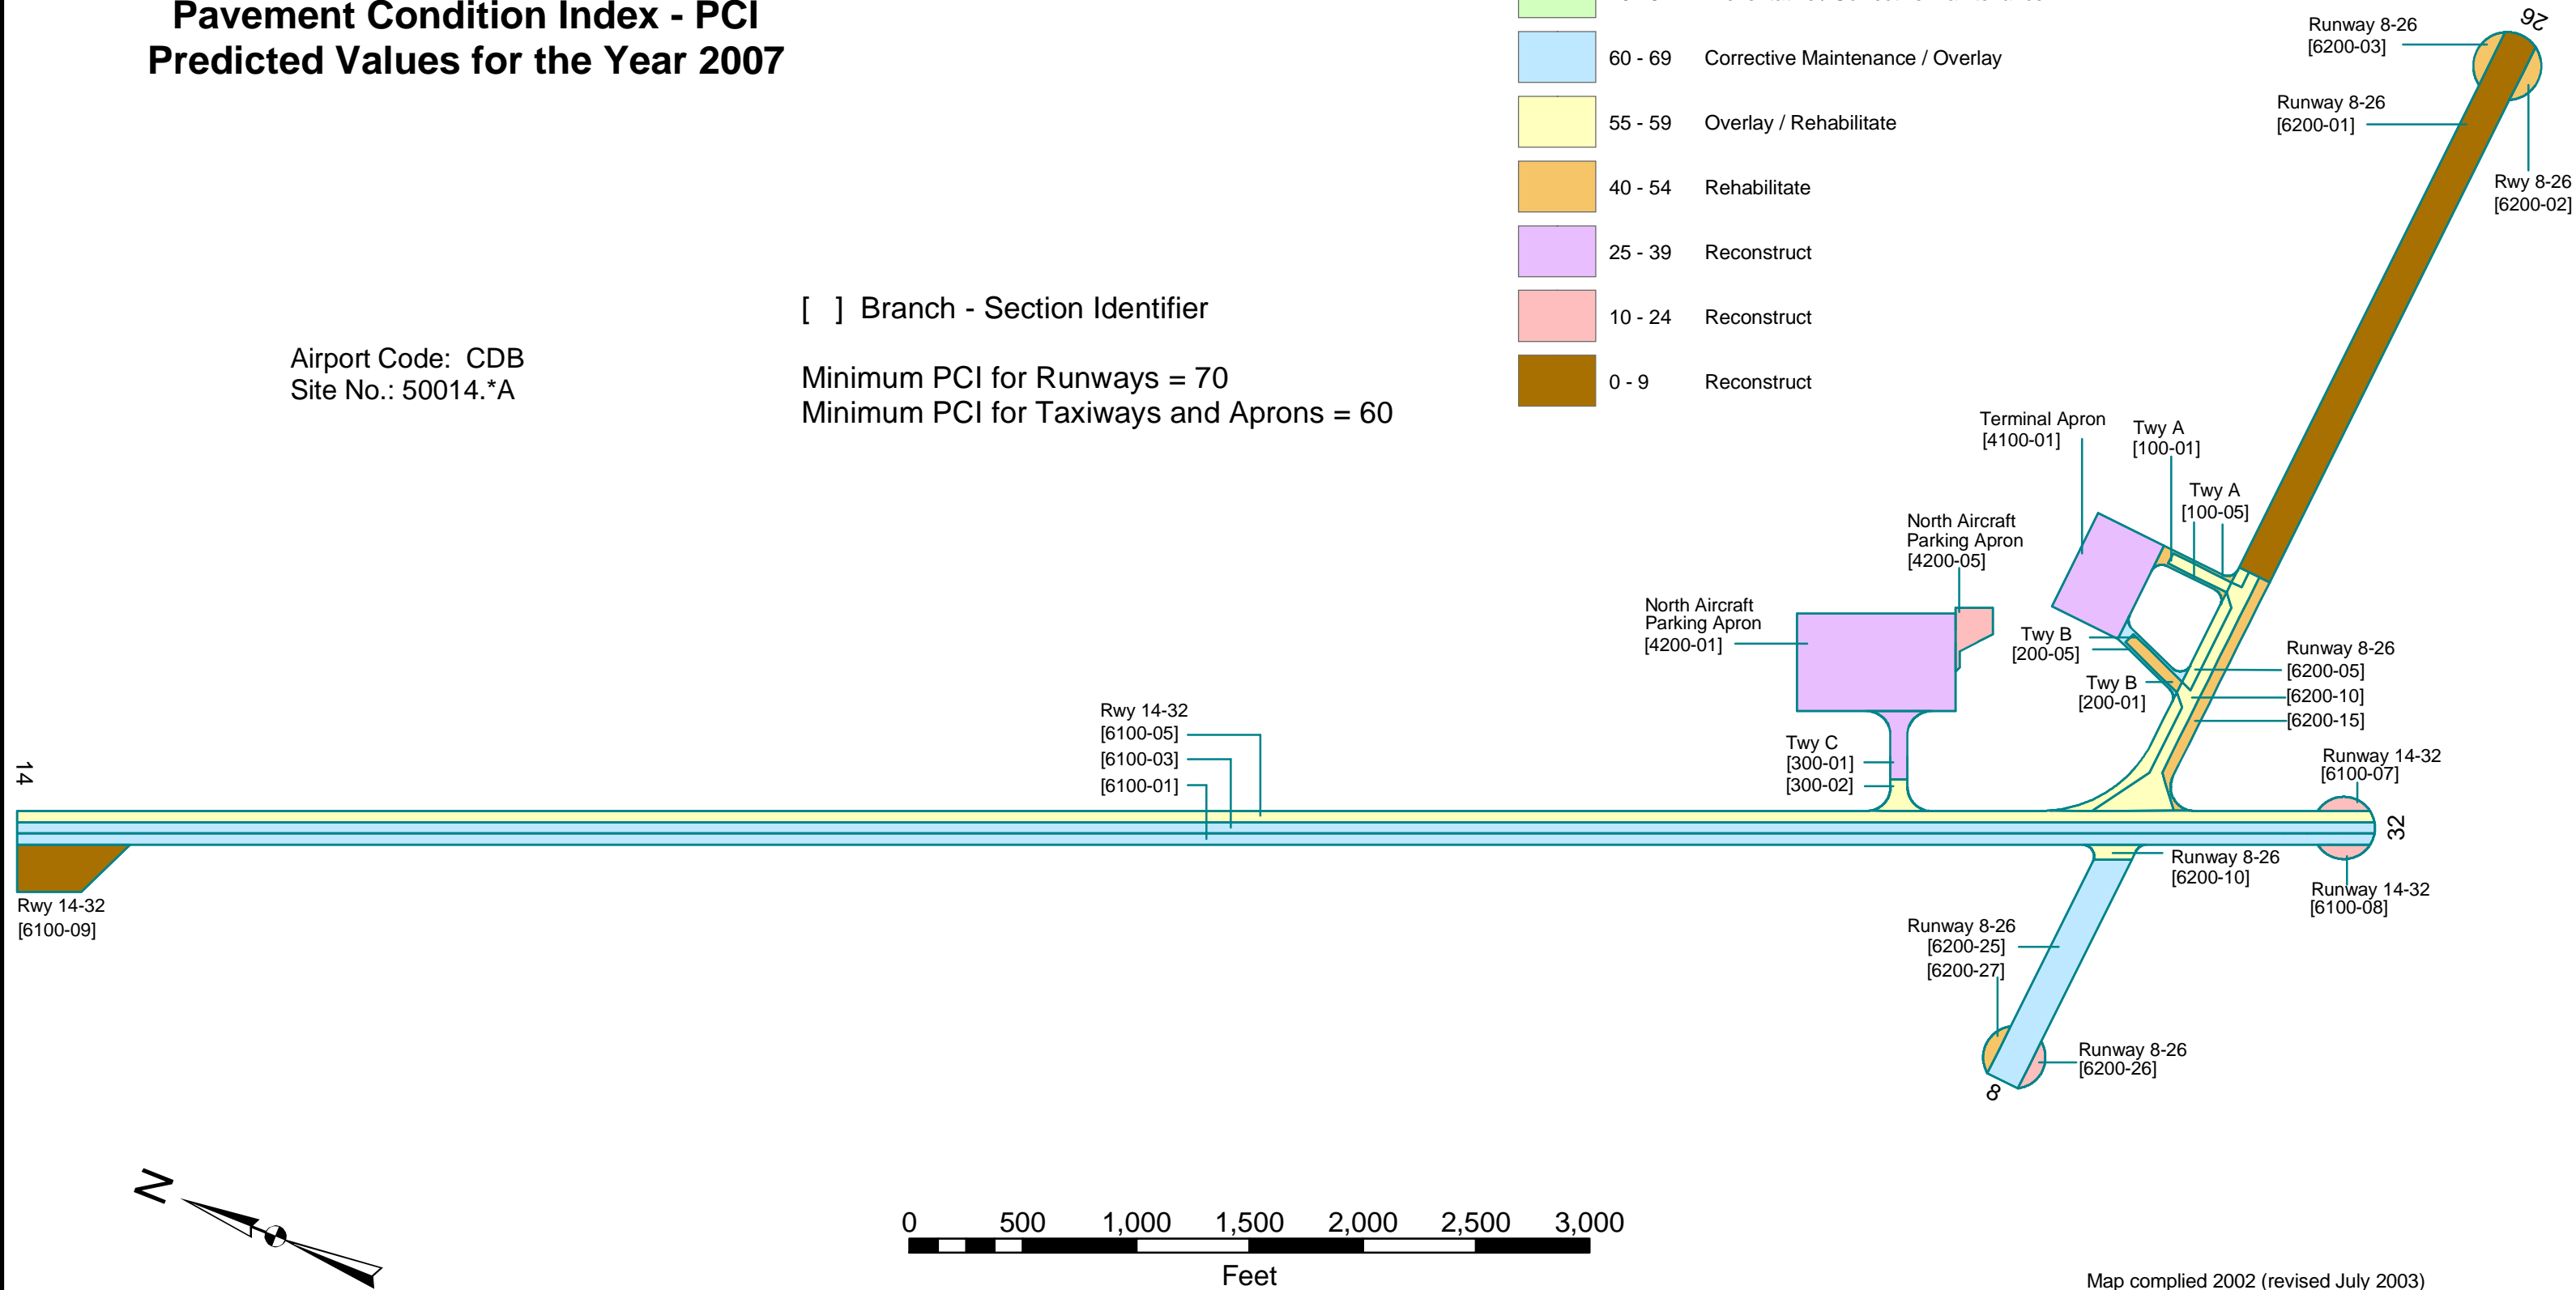 Pavement Condition Index - PCI
Predicted Values for the Year 2007
60 - 69 Corrective Maintenance / Overlay
55 - 59 Overlay / Rehabilitate
40 - 54 Rehabilitate
25 - 39 Reconstruct
10 - 24 Reconstruct
0 - 9 Reconstruct
[ ] Branch - Section Identifier
Airport Code: CDB
Site No.: 50014.*A
Minimum PCI for Runways = 70
Minimum PCI for Taxiways and Aprons = 60
26
Runway 8-26
[6200-03]
Runway 8-26
[6200-01]
Rwy 8-26
[6200-02]
Terminal Apron
[4100-01]
Twy A
[100-01]
Twy A
[100-05]
North Aircraft
Parking Apron
[4200-05]
North Aircraft
Parking Apron
[4200-01]
Twy B
[200-05]
Twy B
[200-01]
Runway 8-26
[6200-05]
[6200-10]
[6200-15]
Rwy 14-32
[6100-05]
[6100-03]
[6100-01]
Twy C
[300-01]
[300-02]
Runway 14-32
[6100-07]
14
32
Runway 8-26
[6200-10]
Runway 14-32
[6100-08]
Rwy 14-32
[6100-09]
Runway 8-26
[6200-25]
[6200-27]
Runway 8-26
[6200-26]
8
N
0 500 1,000 1,500 2,000 2,500 3,000
Feet
Map complied 2002 (revised July 2003)